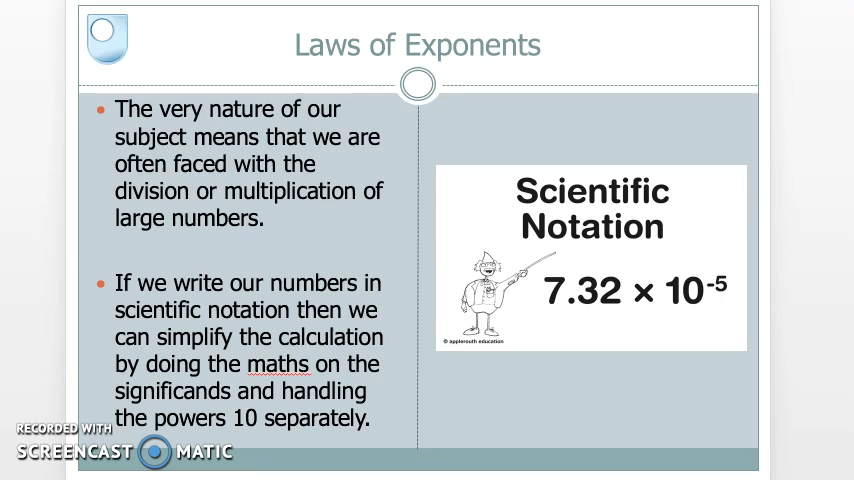 Laws of Exponents
• The very nature of our
subject means that we are
often faced with the
division or multiplication of
large numbers.
• If we write our numbers in
scientific notation then we
can simplify the calculation
by doing the maths on the
significands and handling
the powers 10 separately.
Scientific
Notation
7.32 × 10⁻⁵
© applerouth education
RECORDED WITH
SCREENCAST MATIC